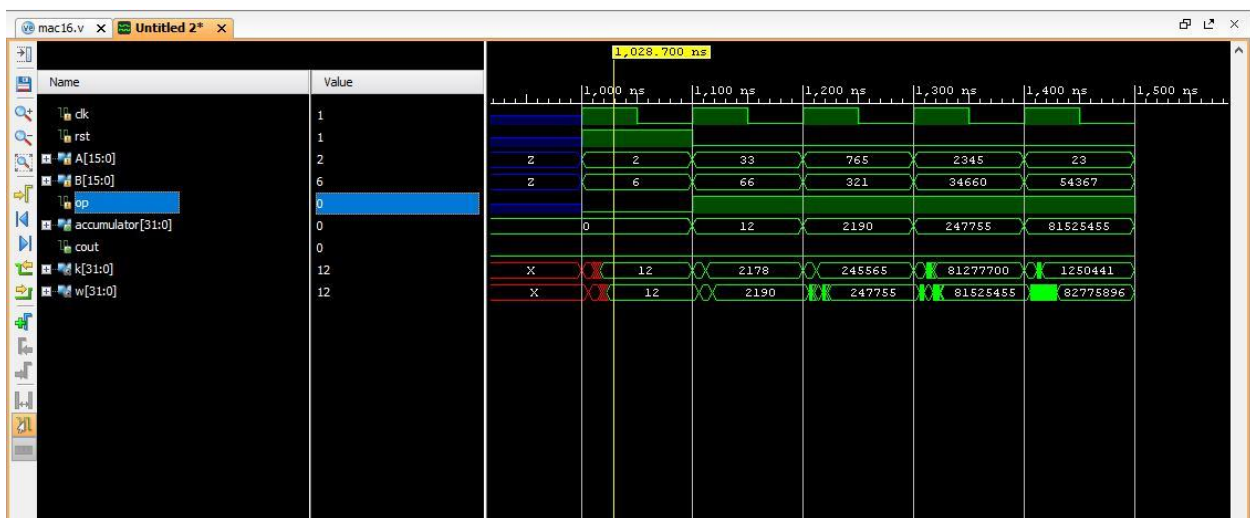 mac16.v Untitled 2*
1,028.700 ns
Name Value
1,000 ns 1,100 ns 1,200 ns 1,300 ns 1,400 ns 1,500 ns
clk 1
rst 1
A[15:0] 2 Z 2 33 765 2345 23
B[15:0] 6 Z 6 66 321 34660 54367
op 0
accumulator[31:0] 0 0 12 2190 247755 81525455
cout 0
k[31:0] 12 X 12 2178 245565 81277700 1250441
w[31:0] 12 X 12 2190 247755 81525455 82775896